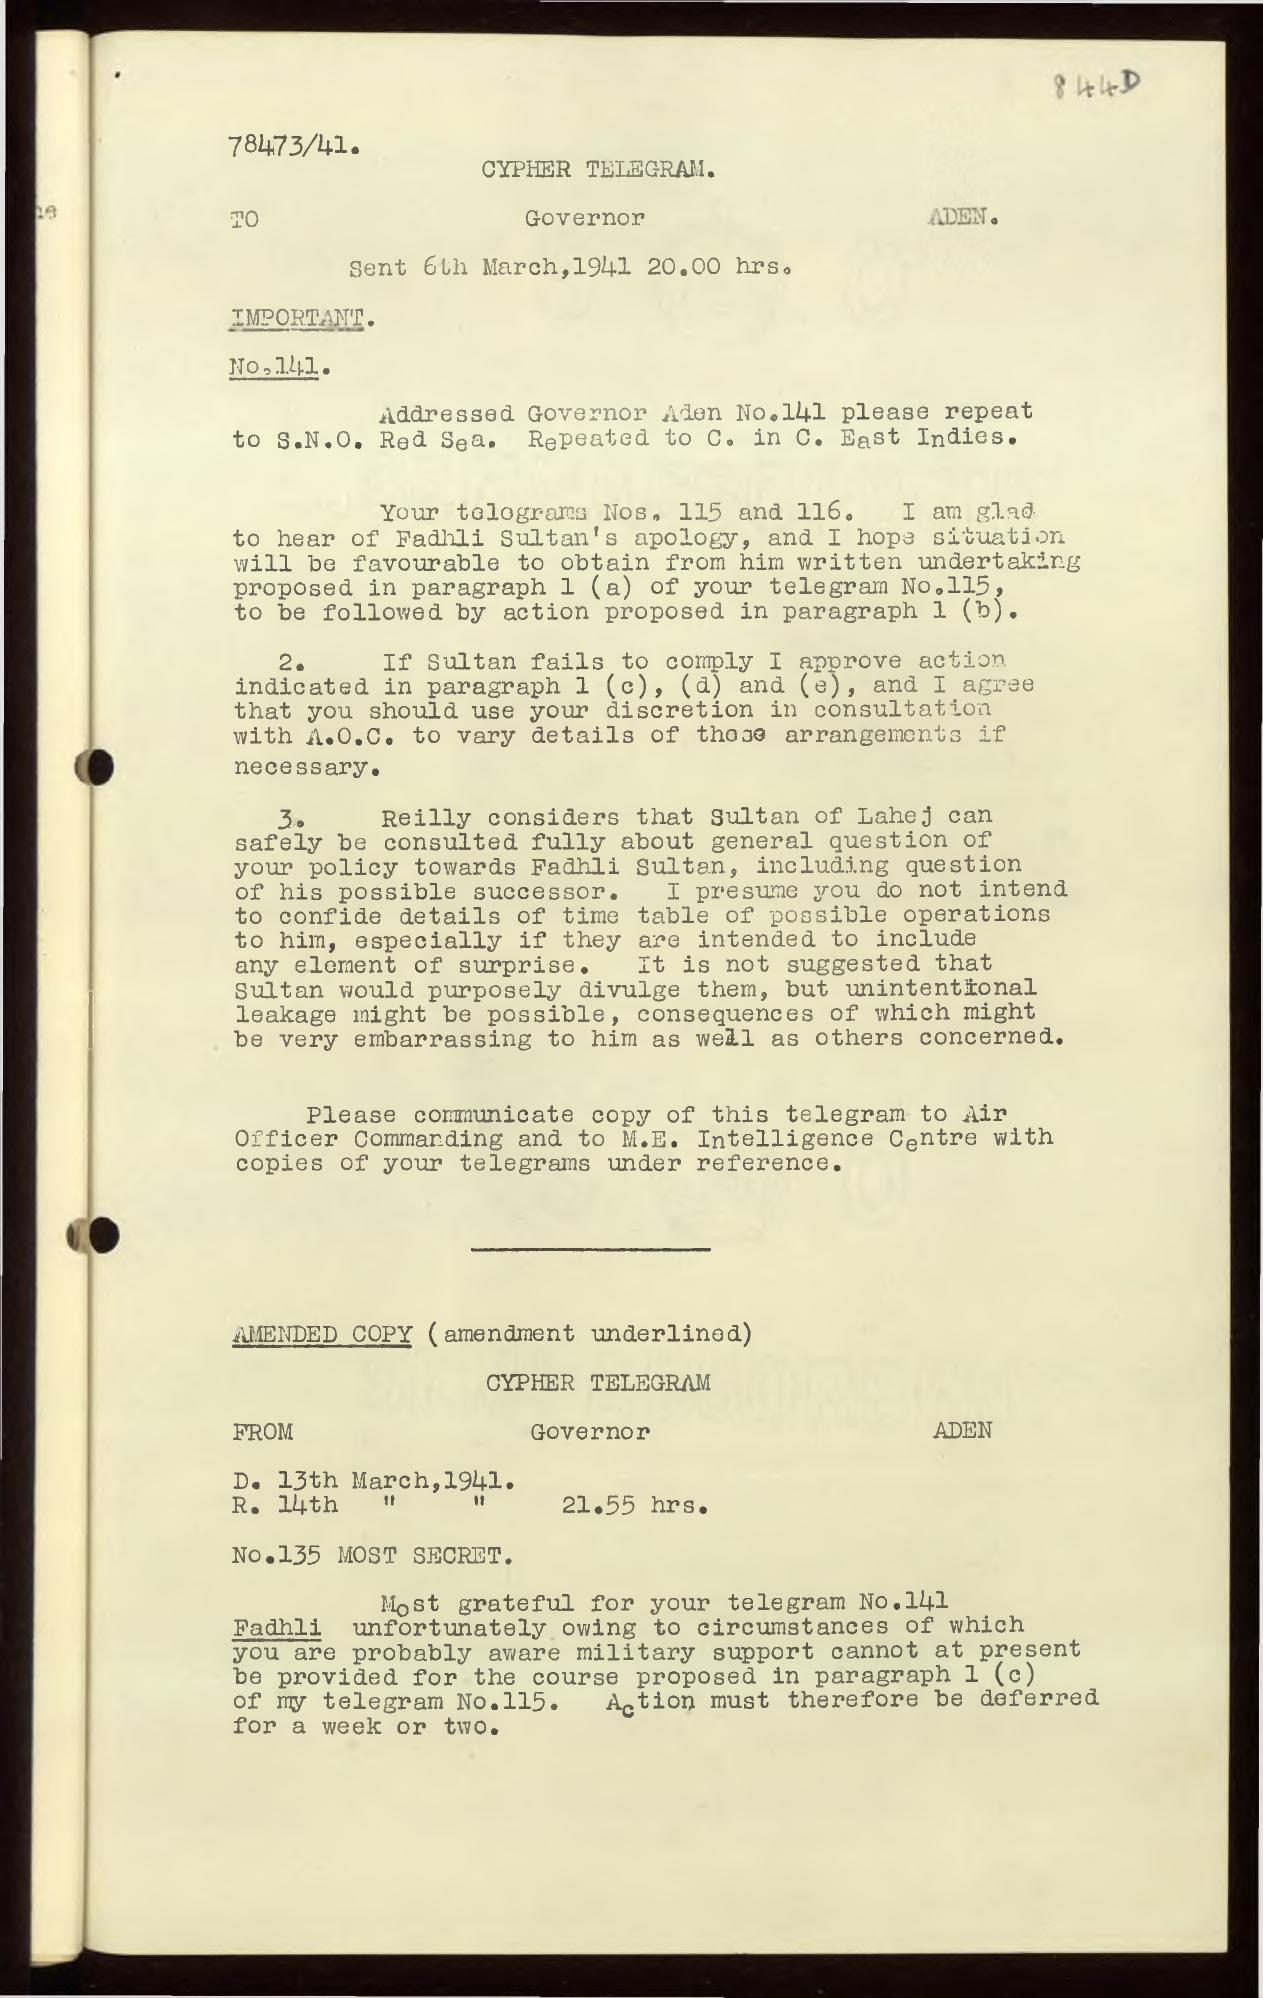 844D
78473/41.
CYPHER TELEGRAM.
TO Governor ADEN.
Sent 6th March,1941 20.00 hrs.
IMPORTANT.
No.141.
Addressed Governor Aden No.141 please repeat
to S.N.O. Red Sea. Repeated to C. in C. East Indies.
Your telegrams Nos. 115 and 116. I am glad
to hear of Fadhli Sultan's apology, and I hope situation
will be favourable to obtain from him written undertaking
proposed in paragraph 1 (a) of your telegram No.115,
to be followed by action proposed in paragraph 1 (b).
2. If Sultan fails to comply I approve action
indicated in paragraph 1 (c), (d) and (e), and I agree
that you should use your discretion in consultation
with A.O.C. to vary details of those arrangements if
necessary.
3. Reilly considers that Sultan of Lahej can
safely be consulted fully about general question of
your policy towards Fadhli Sultan, including question
of his possible successor. I presume you do not intend
to confide details of time table of possible operations
to him, especially if they are intended to include
any element of surprise. It is not suggested that
Sultan would purposely divulge them, but unintentional
leakage might be possible, consequences of which might
be very embarrassing to him as well as others concerned.
Please communicate copy of this telegram to Air
Officer Commanding and to M.E. Intelligence Centre with
copies of your telegrams under reference.
AMENDED COPY (amendment underlined)
CYPHER TELEGRAM
FROM Governor ADEN
D. 13th March,1941.
R. 14th " " 21.55 hrs.
No.135 MOST SECRET.
Most grateful for your telegram No.141
Fadhli unfortunately owing to circumstances of which
you are probably aware military support cannot at present
be provided for the course proposed in paragraph 1 (c)
of my telegram No.115. Action must therefore be deferred
for a week or two.